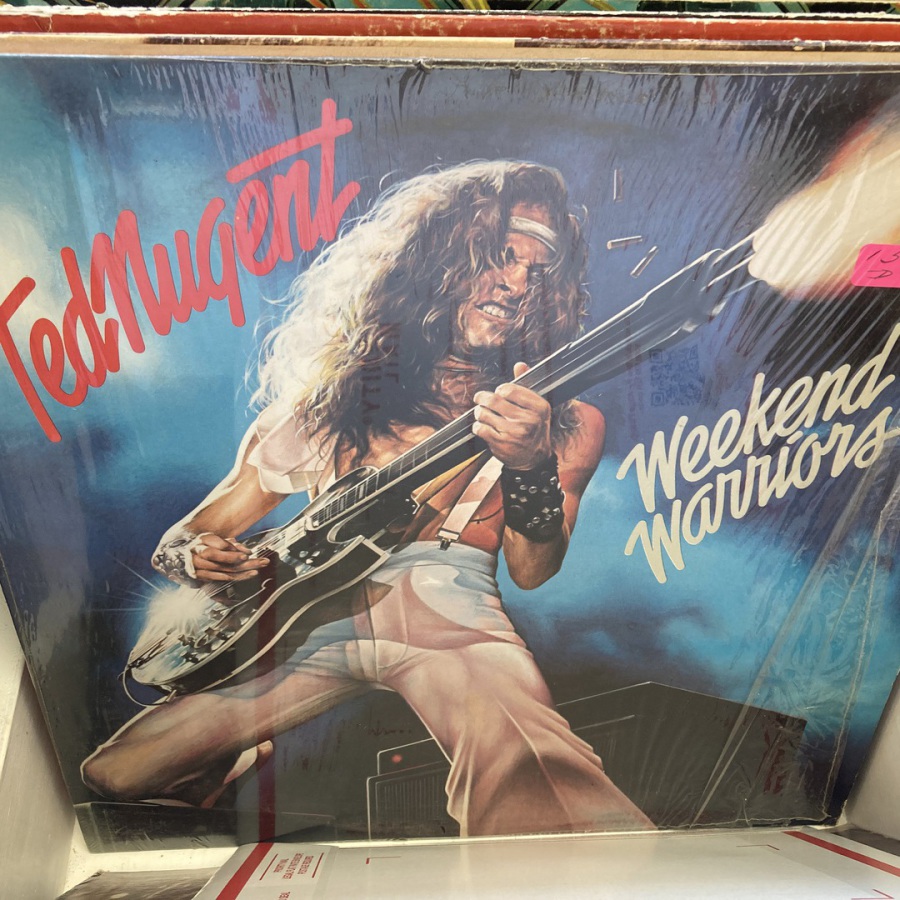 Ted Nugent
Weekend
Warriors